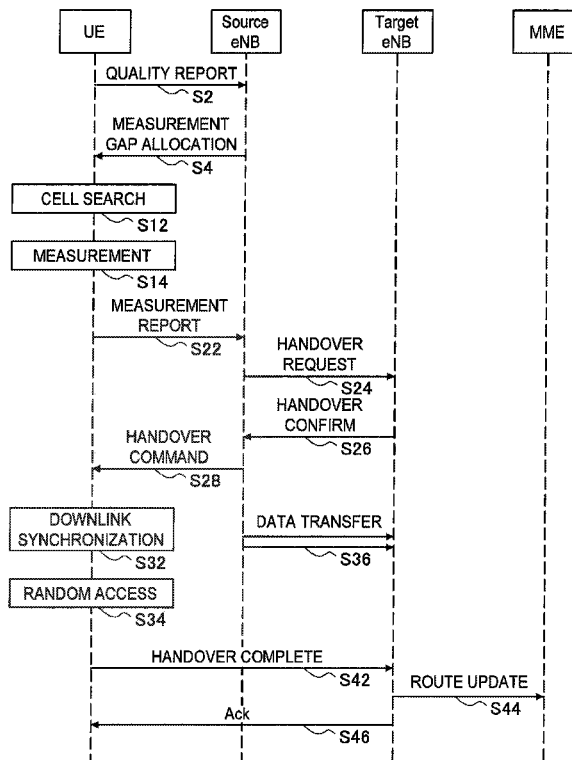 UE
Source
eNB
Target
eNB
MME
QUALITY REPORT
S2
MEASUREMENT
GAP ALLOCATION
S4
CELL SEARCH
S12
MEASUREMENT
S14
MEASUREMENT
REPORT
S22
HANDOVER
REQUEST
S24
HANDOVER
CONFIRM
S26
HANDOVER
COMMAND
S28
DOWNLINK
SYNCHRONIZATION
S32
DATA TRANSFER
S36
RANDOM ACCESS
S34
HANDOVER COMPLETE
S42
ROUTE UPDATE
S44
Ack
S46